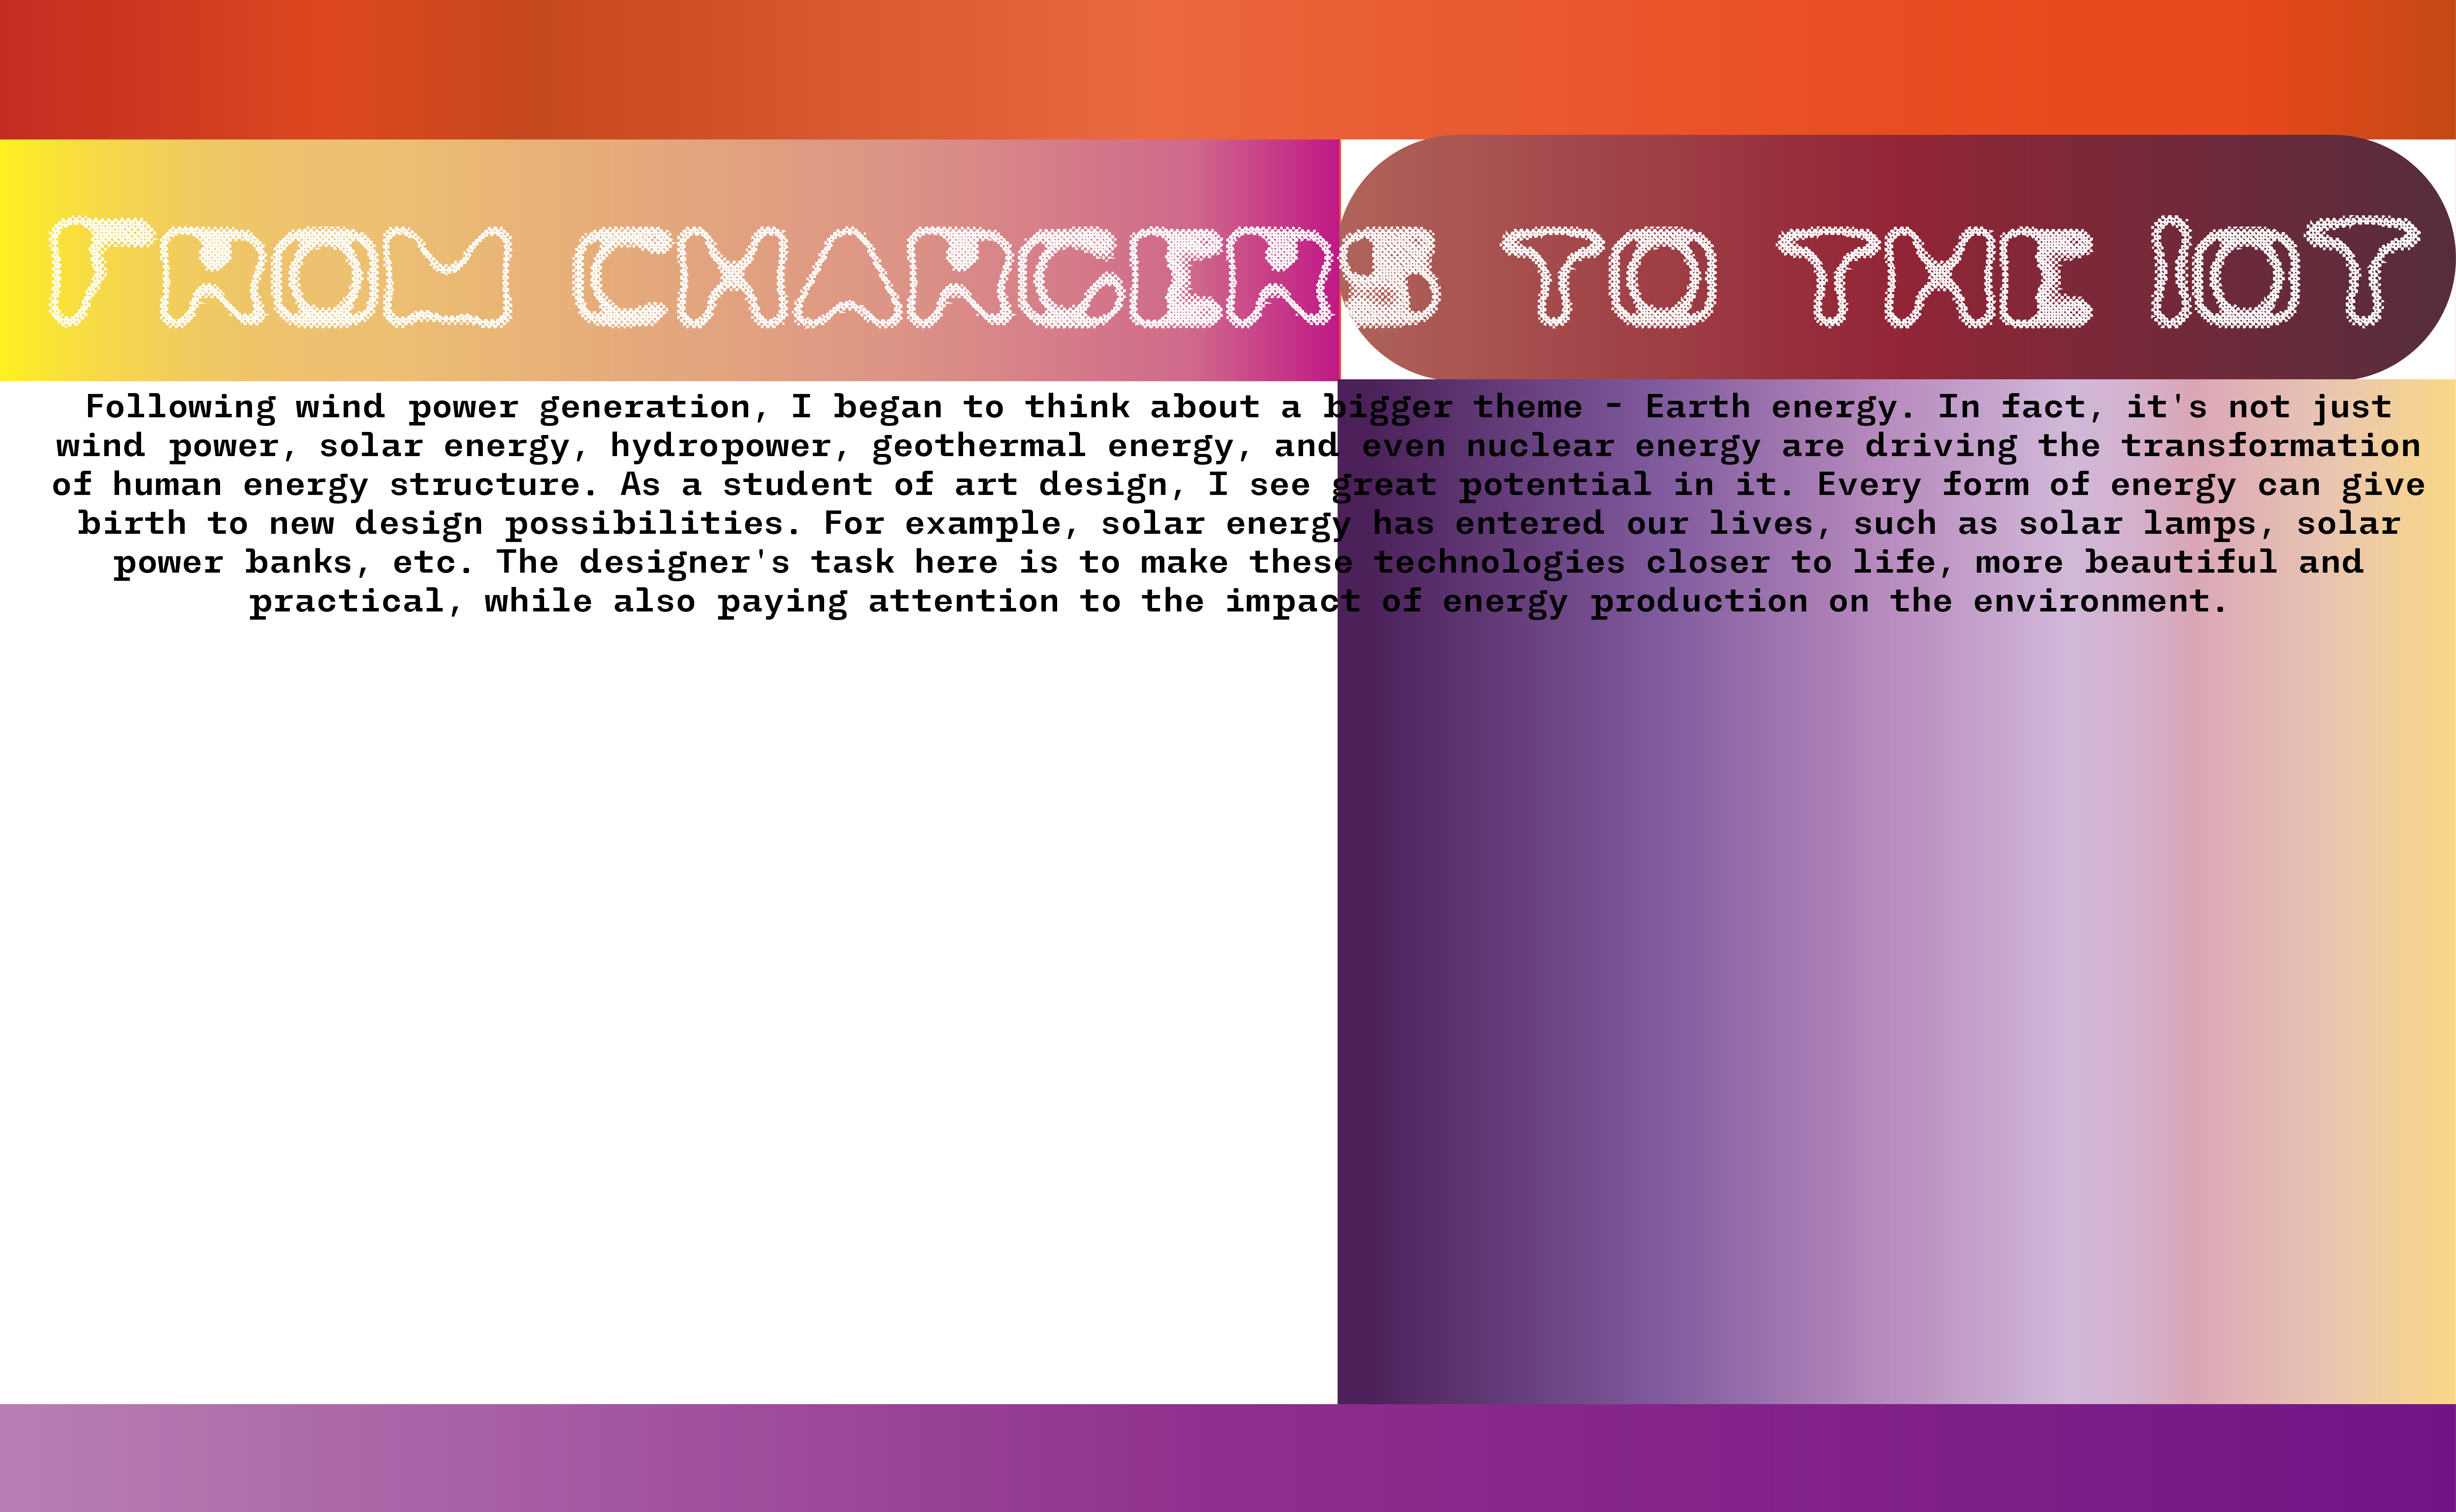 FROM CHARGERS TO THE IOT
Following wind power generation, I began to think about a bigger theme - Earth energy. In fact, it's not just
wind power, solar energy, hydropower, geothermal energy, and even nuclear energy are driving the transformation
of human energy structure. As a student of art design, I see great potential in it. Every form of energy can give
birth to new design possibilities. For example, solar energy has entered our lives, such as solar lamps, solar
power banks, etc. The designer's task here is to make these technologies closer to life, more beautiful and
practical, while also paying attention to the impact of energy production on the environment.